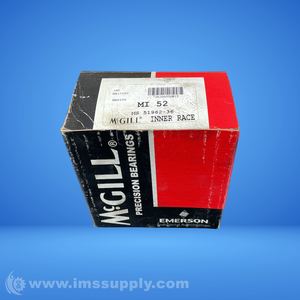 MI 52
MS 51962-36
McGILL® INNER RACE
McGILL®
PRECISION BEARINGS
EMERSON
© www.imssupply.com